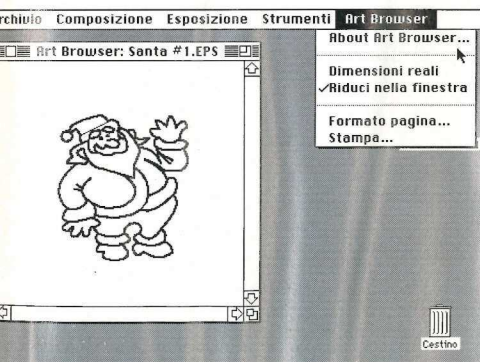 rchivio Composizione Esposizione Strumenti Art Browser
Art Browser: Santa #1.EPS
About Art Browser...
Dimensioni reali
✓Riduci nella finestra
Formato pagina...
Stampa...
Cestino